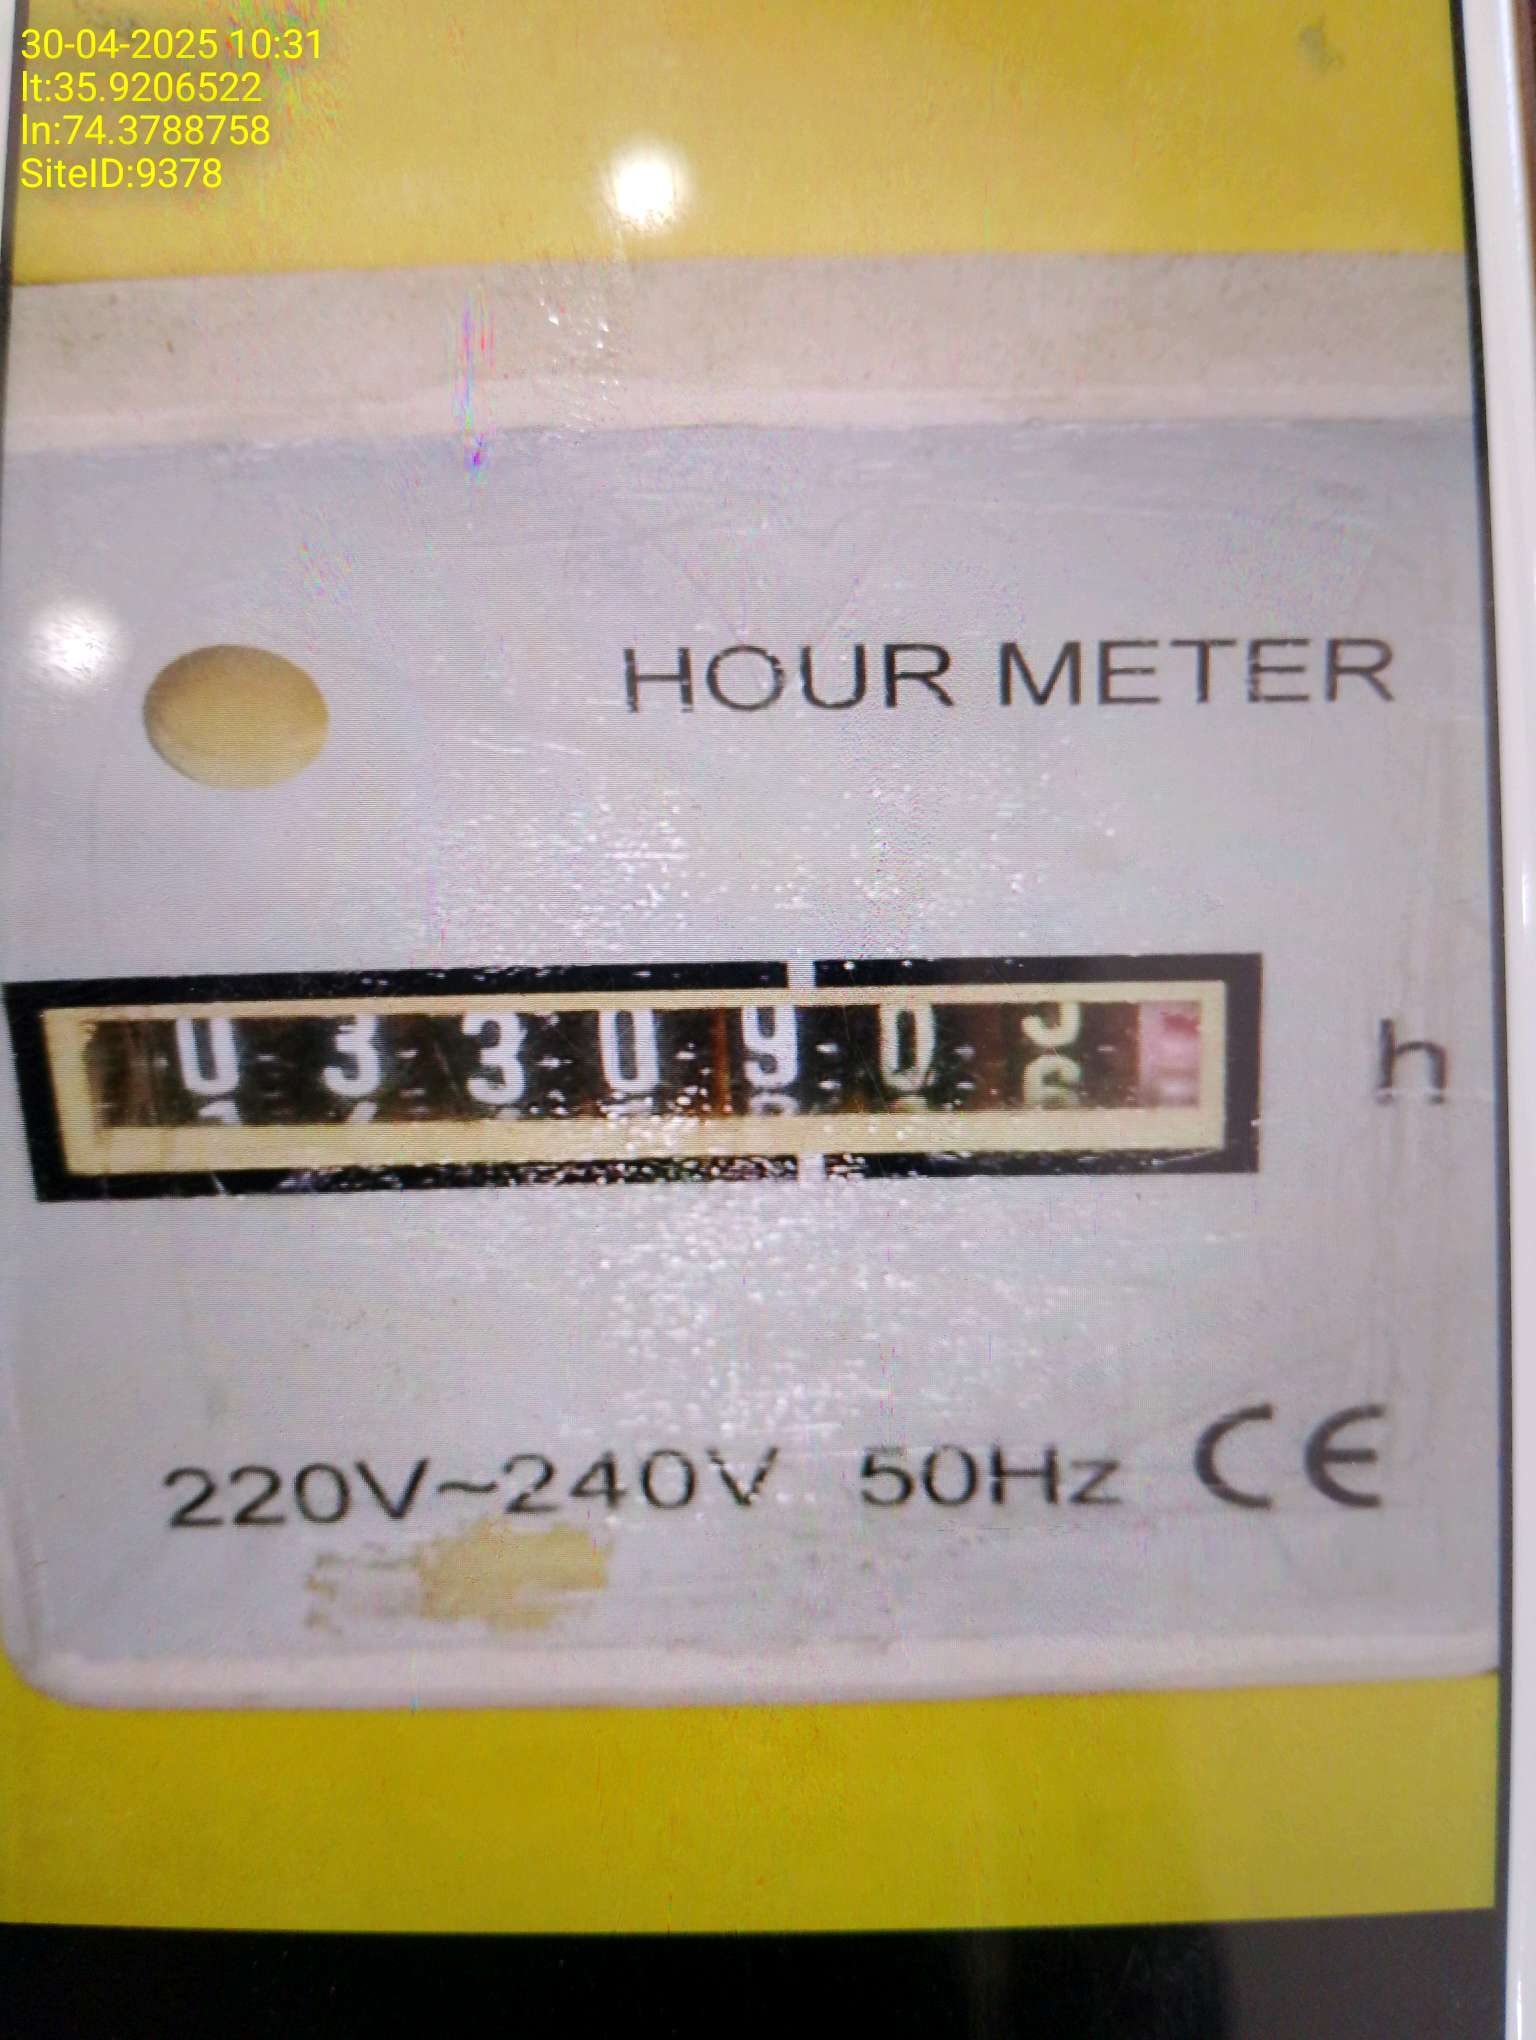 30-04-2025 10:31
lt:35.9206522
ln:74.3788758
SiteID:9378
HOUR METER
033090
h
220V~240V 50Hz CE